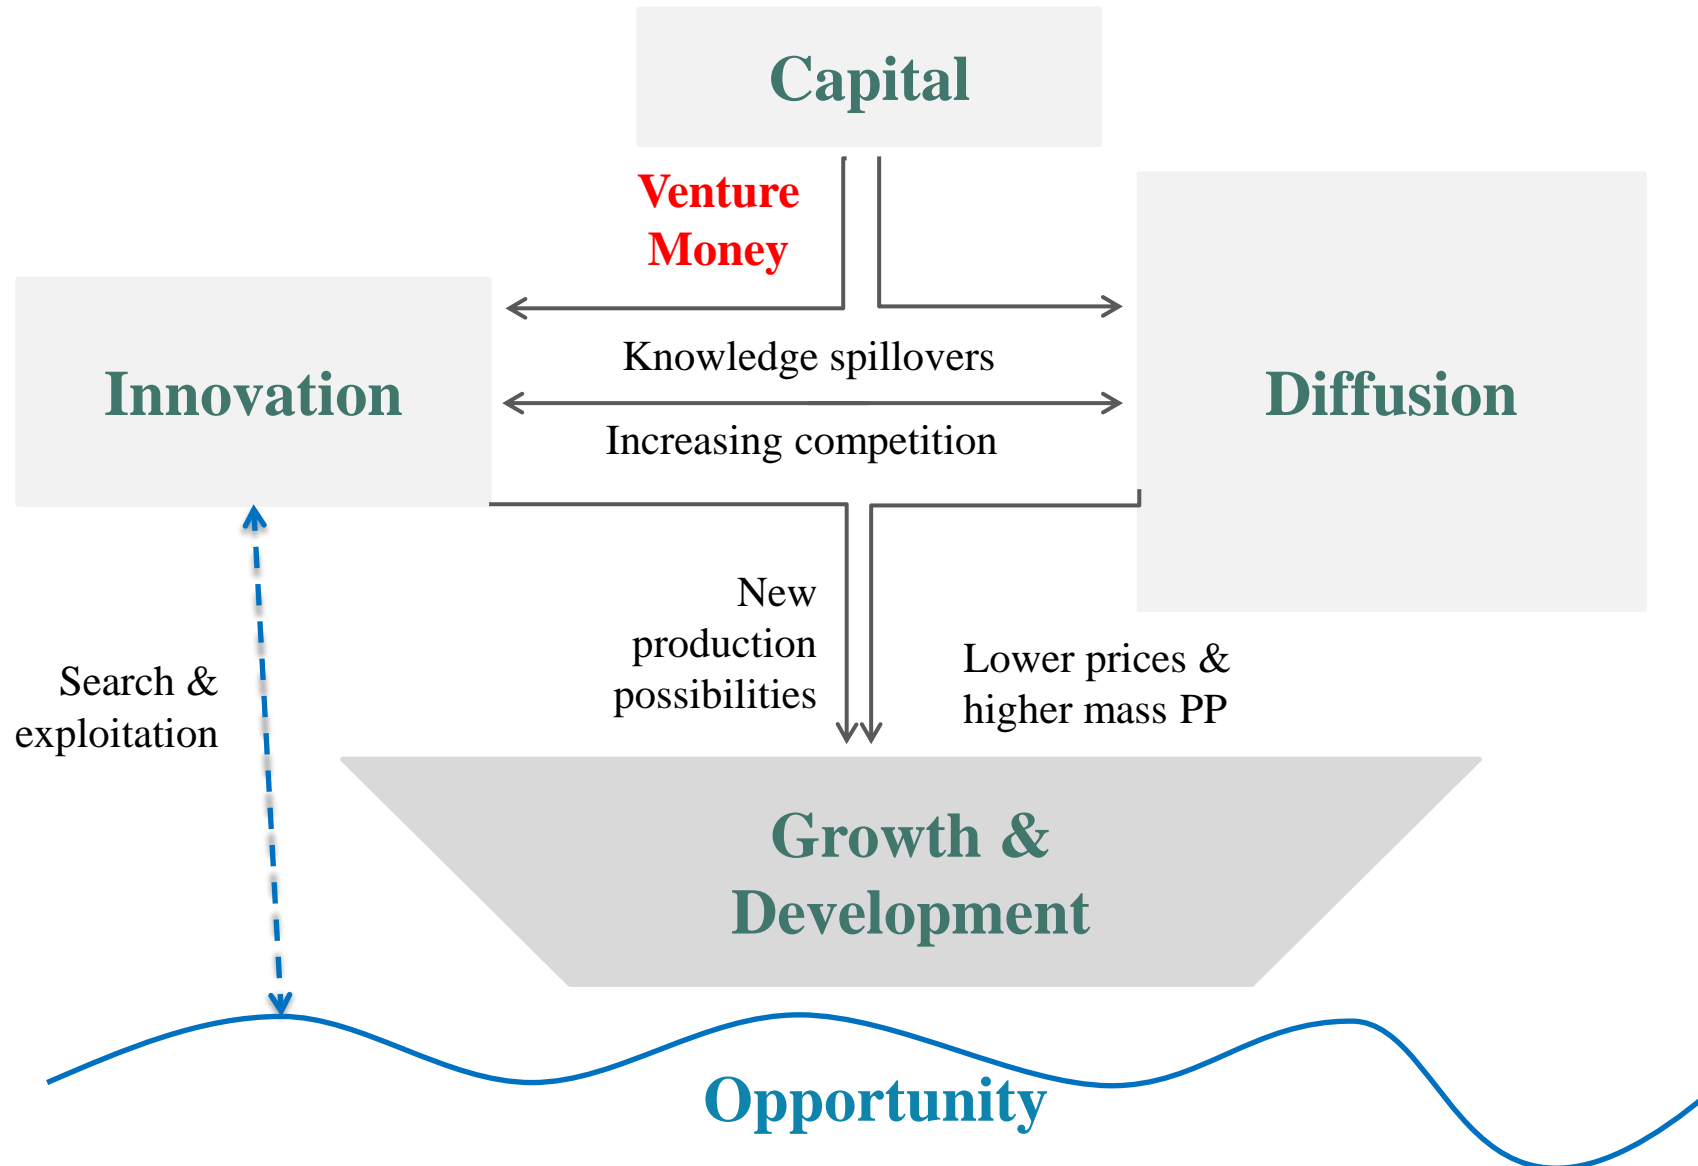 Capital
Venture
Money
Knowledge spillovers
Innovation
Diffusion
Increasing competition
New
production
possibilities
Lower prices &
higher mass PP
Search &
exploitation
Growth &
Development
Opportunity